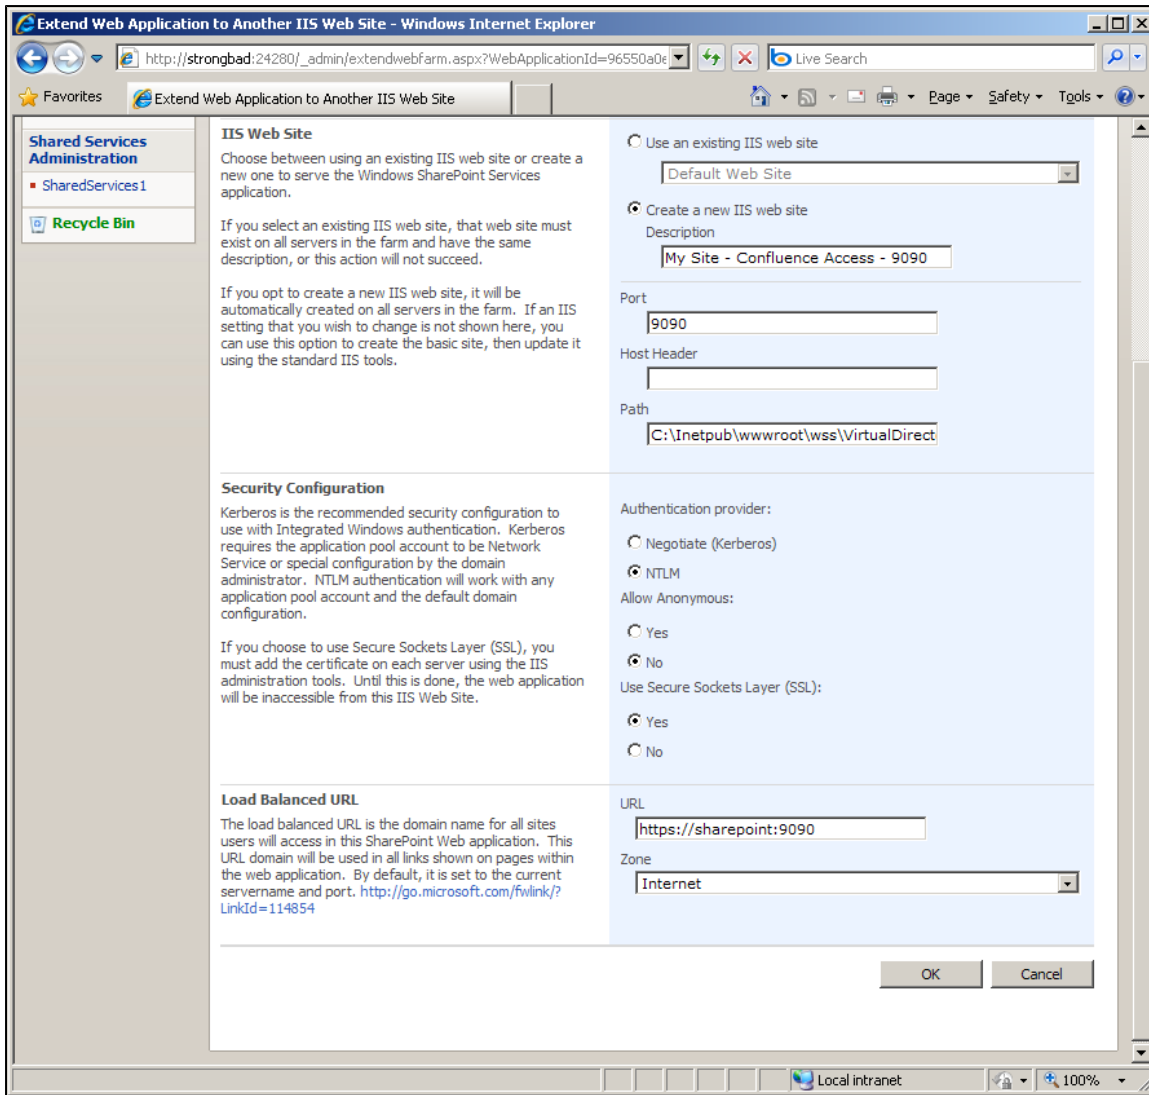 Extend Web Application to Another IIS Web Site - Windows Internet Explorer
http://strongbad:24280/_admin/extendwebfarm.aspx?WebApplicationId=96550a0e
Live Search
Favorites
Extend Web Application to Another IIS Web Site
Page
Safety
Tools
Shared Services
Administration
SharedServices1
Recycle Bin
IIS Web Site
Choose between using an existing IIS web site or create a
new one to serve the Windows SharePoint Services
application.
If you select an existing IIS web site, that web site must
exist on all servers in the farm and have the same
description, or this action will not succeed.
If you opt to create a new IIS web site, it will be
automatically created on all servers in the farm. If an IIS
setting that you wish to change is not shown here, you
can use this option to create the basic site, then update it
using the standard IIS tools.
Use an existing IIS web site
Default Web Site
Create a new IIS web site
Description
My Site - Confluence Access - 9090
Port
9090
Host Header
Path
C:\Inetpub\wwwroot\wss\VirtualDirect
Security Configuration
Kerberos is the recommended security configuration to
use with Integrated Windows authentication. Kerberos
requires the application pool account to be Network
Service or special configuration by the domain
administrator. NTLM authentication will work with any
application pool account and the default domain
configuration.
If you choose to use Secure Sockets Layer (SSL), you
must add the certificate on each server using the IIS
administration tools. Until this is done, the web application
will be inaccessible from this IIS Web Site.
Authentication provider:
Negotiate (Kerberos)
NTLM
Allow Anonymous:
Yes
No
Use Secure Sockets Layer (SSL):
Yes
No
Load Balanced URL
The load balanced URL is the domain name for all sites
users will access in this SharePoint Web application. This
URL domain will be used in all links shown on pages within
the web application. By default, it is set to the current
servername and port. http://go.microsoft.com/fwlink/?
LinkId=114854
URL
https://sharepoint:9090
Zone
Internet
OK
Cancel
Local intranet
100%